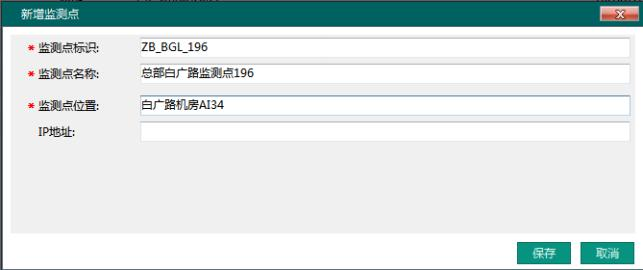 新增监测点
* 监测点标识: ZB_BGL_196
* 监测点名称: 总部白广路监测点196
* 监测点位置: 白广路机房AI34
IP地址:
保存 取消